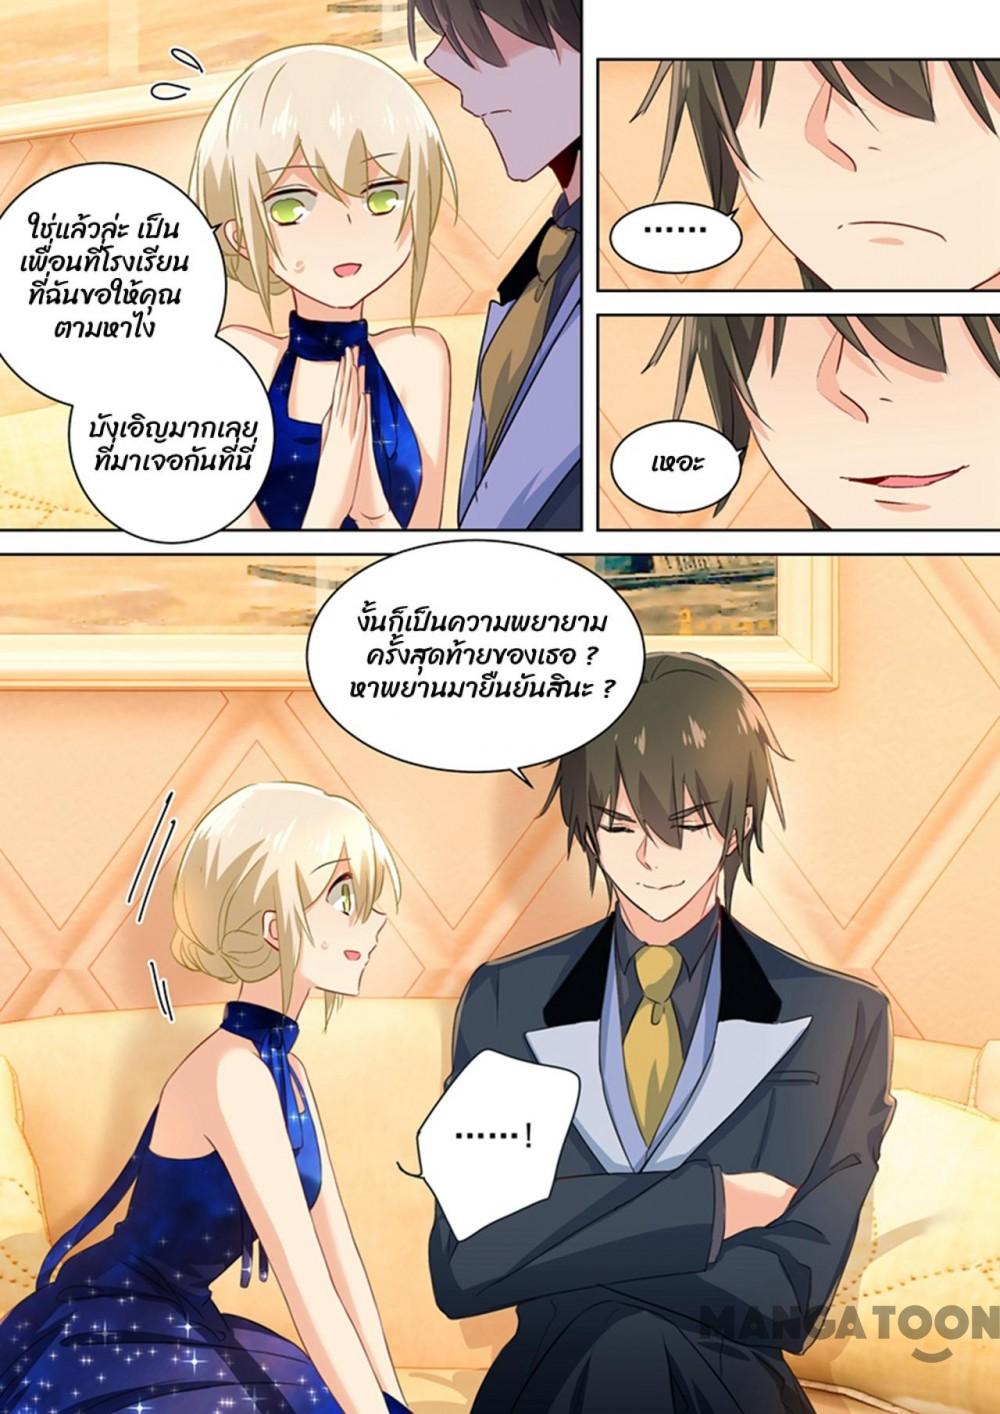 ใช่แล้วล่ะ เป็น
เพื่อนที่โรงเรียน
ที่ฉันขอให้คุณ
ตามหาไง
บังเอิญมากเลย
ที่มาเจอกันที่นี่
······
เหอะ
งั้นก็เป็นความพยายาม
ครั้งสุดท้ายของเธอ ?
หาพยานมายืนยันสินะ ?
······!
MANGATOON